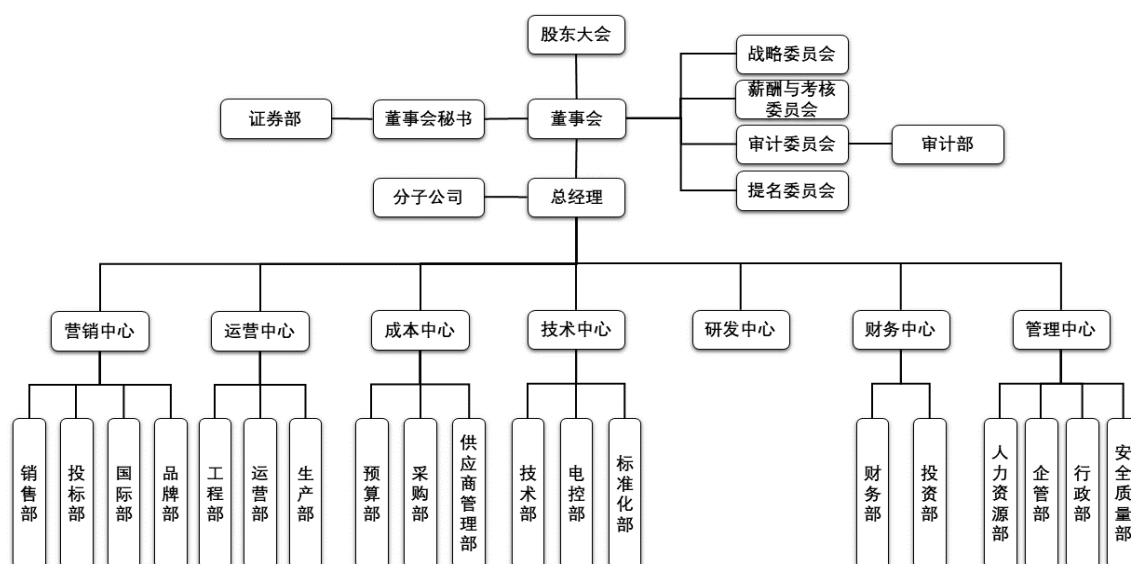 股东大会
战略委员会
薪酬与考核
委员会
证券部
董事会秘书
董事会
审计委员会
审计部
分子公司
总经理
提名委员会
营销中心
运营中心
成本中心
技术中心
研发中心
财务中心
管理中心
销售部
投标部
国际部
品牌部
工程部
运营部
生产部
预算部
采购部
供应商管理部
技术部
电控部
标准化部
财务部
投资部
人力资源部
企管部
行政部
安全质量部